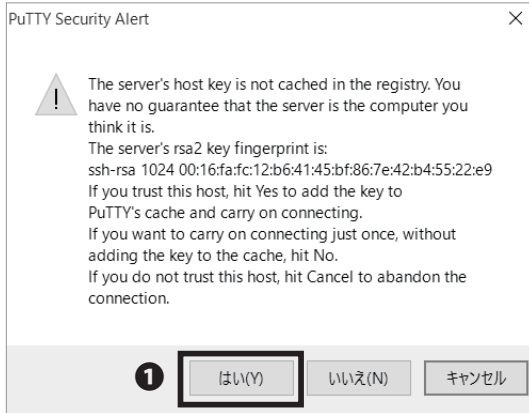 PuTTY Security Alert
The server's host key is not cached in the registry. You
have no guarantee that the server is the computer you
think it is.
The server's rsa2 key fingerprint is:
ssh-rsa 1024 00:16:fa:fc:12:b6:41:45:bf:86:7e:42:b4:55:22:e9
If you trust this host, hit Yes to add the key to
PuTTY's cache and carry on connecting.
If you want to carry on connecting just once, without
adding the key to the cache, hit No.
If you do not trust this host, hit Cancel to abandon the
connection.
❶ はい(Y) いいえ(N) キャンセル